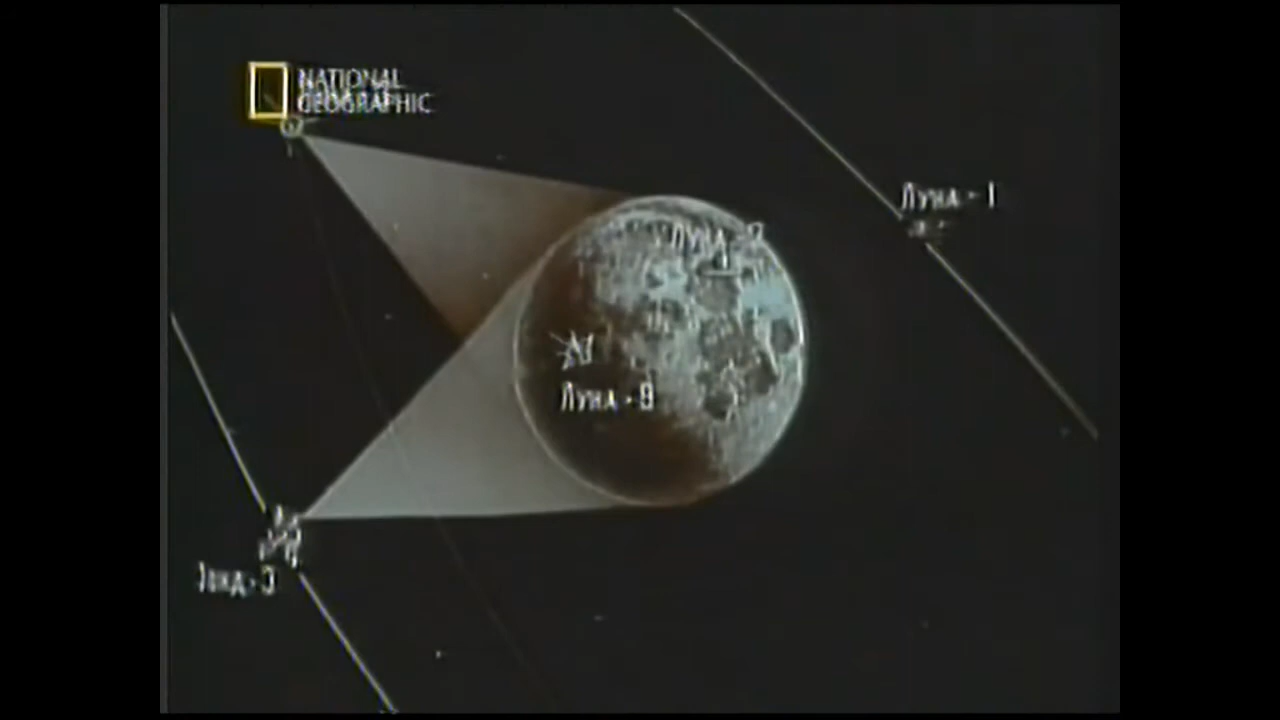 NATIONAL
GEOGRAPHIC
Луна - 1
Луна - 2
Луна - 9
Зонд - 3